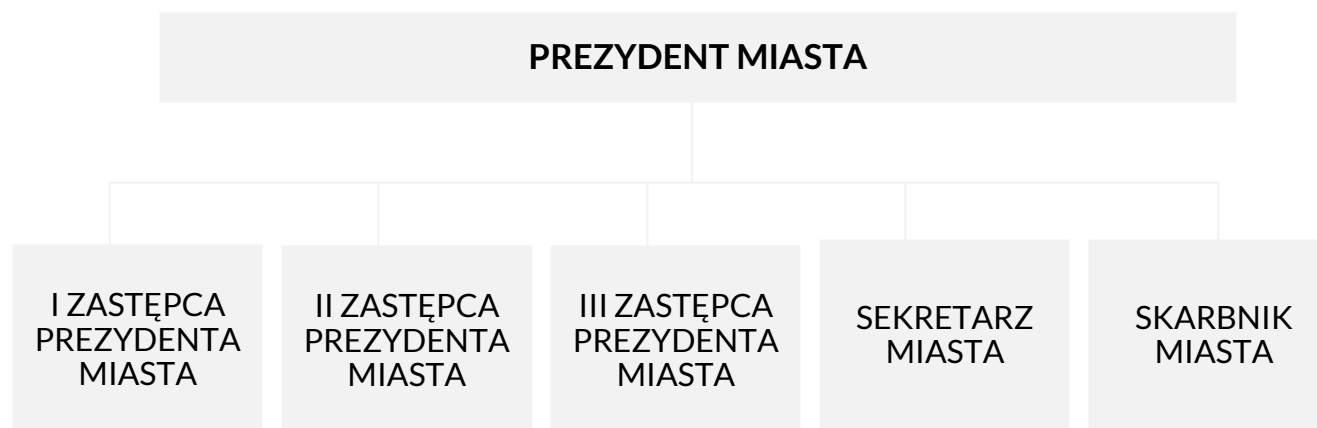 PREZYDENT MIASTA
I ZASTĘPCA
PREZYDENTA
MIASTA
II ZASTĘPCA
PREZYDENTA
MIASTA
III ZASTĘPCA
PREZYDENTA
MIASTA
SEKRETARZ
MIASTA
SKARBNIK
MIASTA